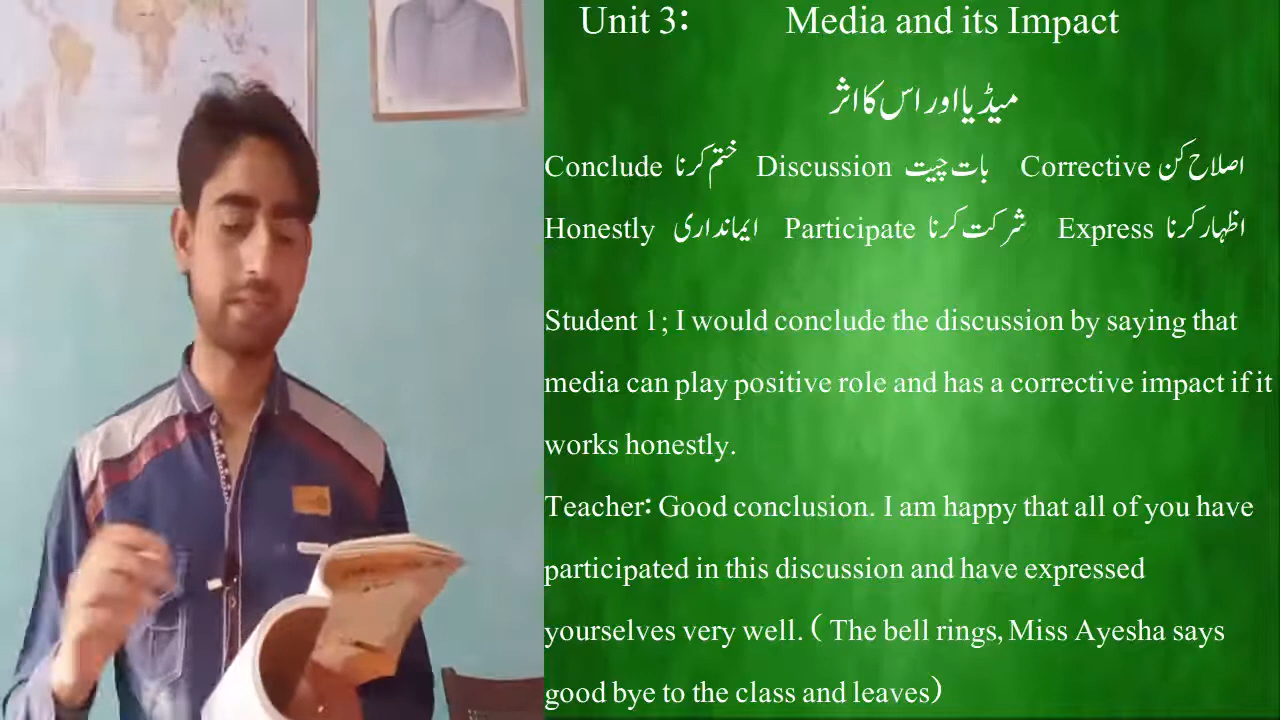 Unit 3: Media and its Impact
میڈیا اور اس کا اثر
Conclude ختم کرنا Discussion بات چیت Corrective اصلاح کن
Honestly ایمانداری Participate شرکت کرنا Express اظہار کرنا
Student 1; I would conclude the discussion by saying that
media can play positive role and has a corrective impact if it
works honestly.
Teacher: Good conclusion. I am happy that all of you have
participated in this discussion and have expressed
yourselves very well. ( The bell rings, Miss Ayesha says
good bye to the class and leaves)